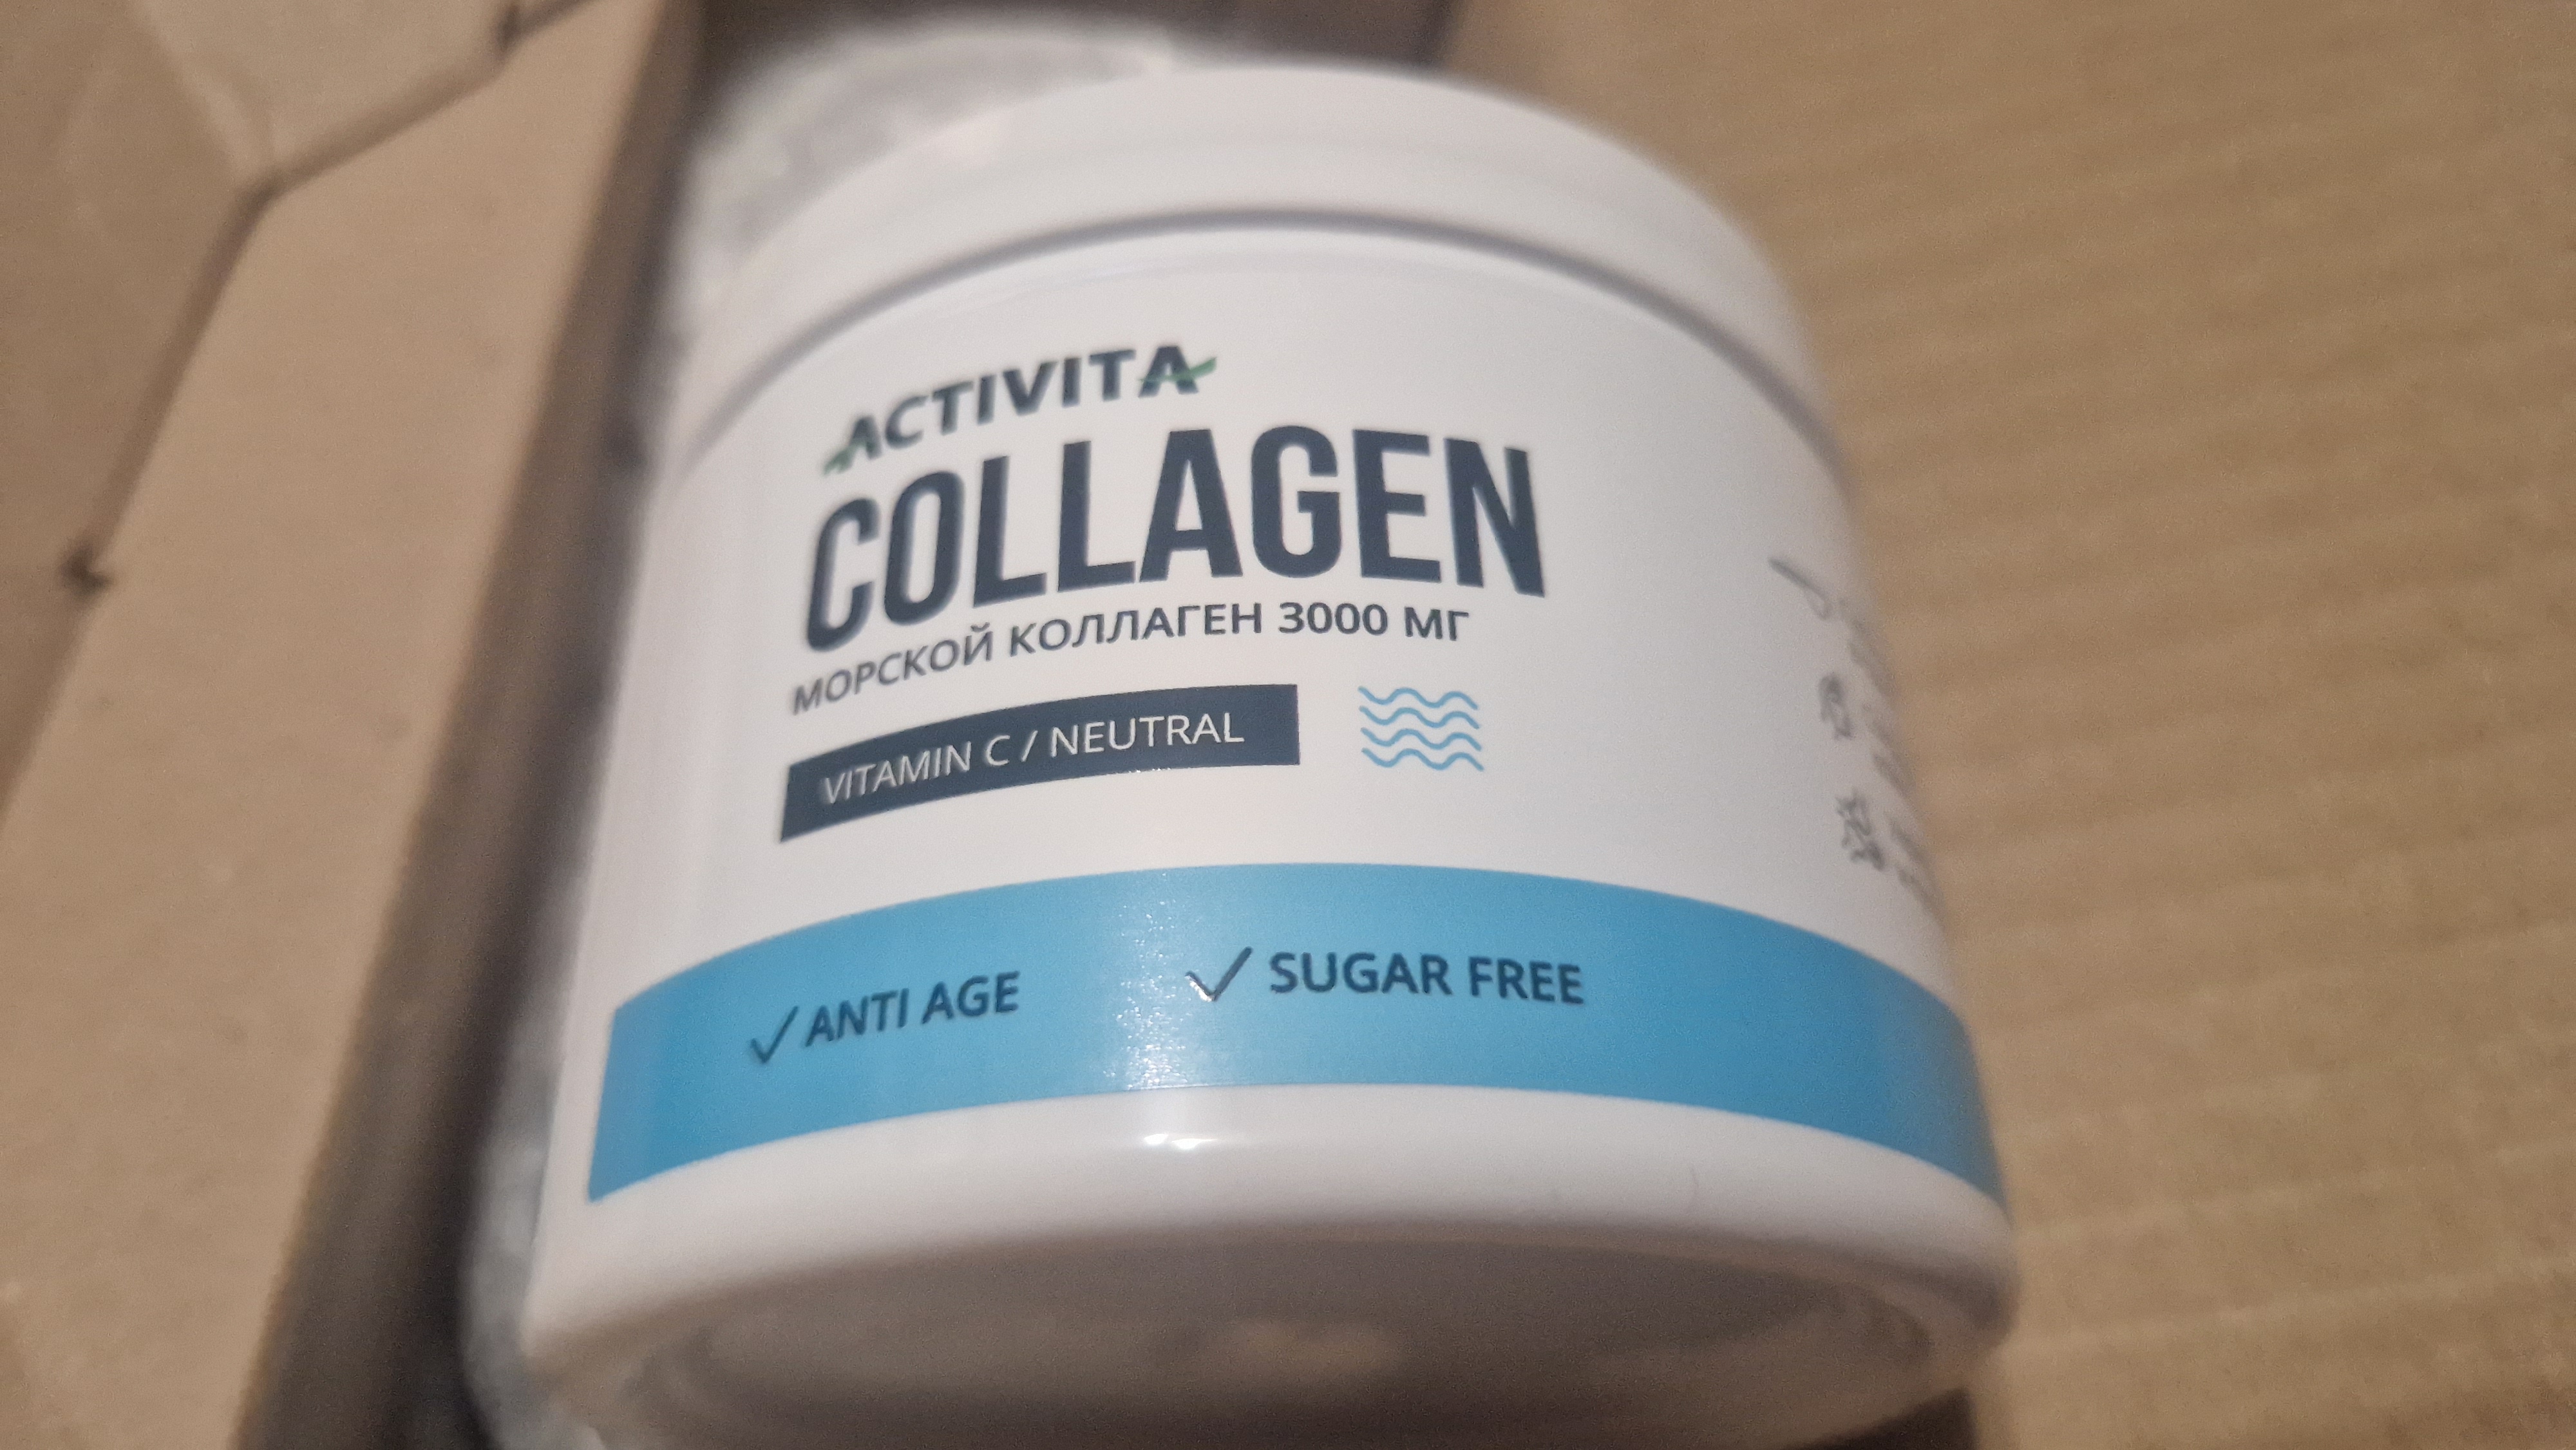 ACTIVITA
COLLAGEN
МОРСКОЙ КОЛЛАГЕН 3000 МГ
VITAMIN C / NEUTRAL
ANTI AGE
SUGAR FREE